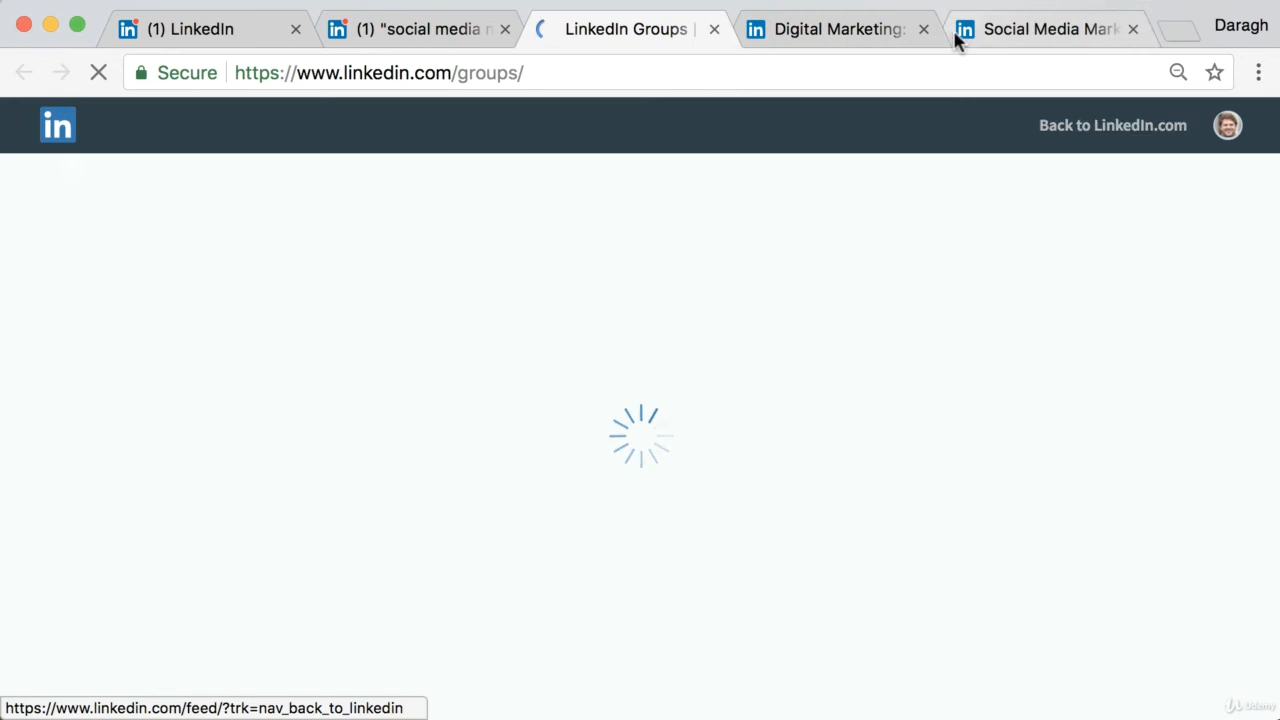 (1) LinkedIn
(1) "social media m
LinkedIn Groups |
Digital Marketing:
Social Media Mark
Daragh
Secure
https://www.linkedin.com/groups/
in
Back to LinkedIn.com
https://www.linkedin.com/feed/?trk=nav_back_to_linkedin
Udemy